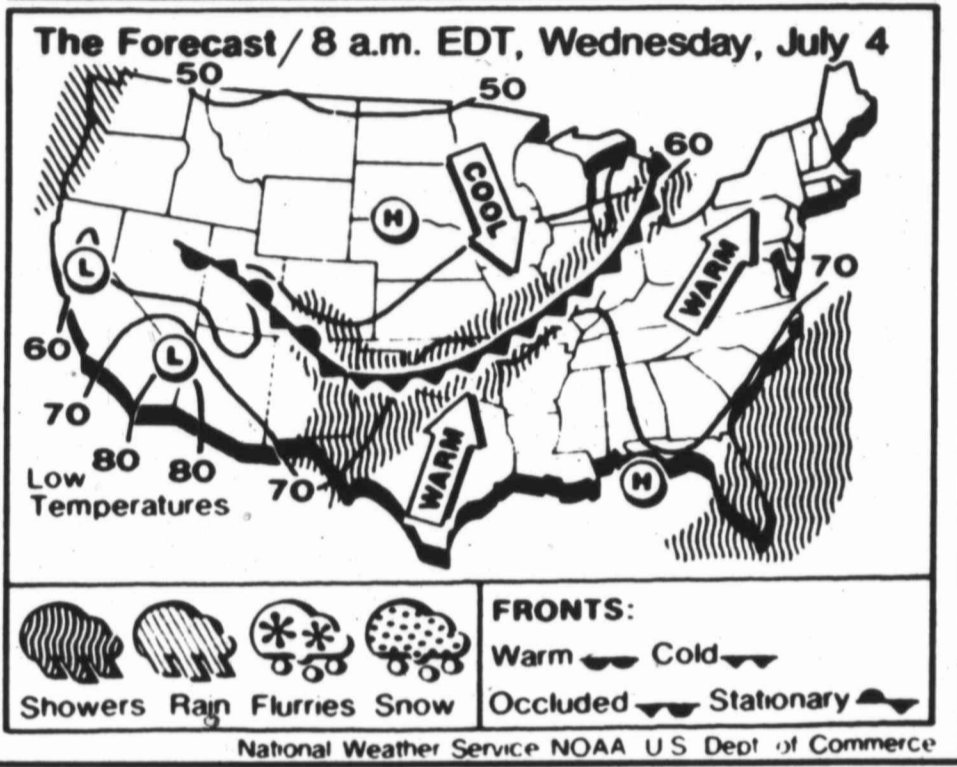 The Forecast / 8 a.m. EDT, Wednesday, July 4
50
50
60
COOL
H
L
WARM
70
60
L
70
80
80
70
WARM
H
Low
Temperatures
Showers Rain Flurries Snow
FRONTS:
Warm Cold
Occluded Stationary
National Weather Service NOAA U S Dept of Commerce